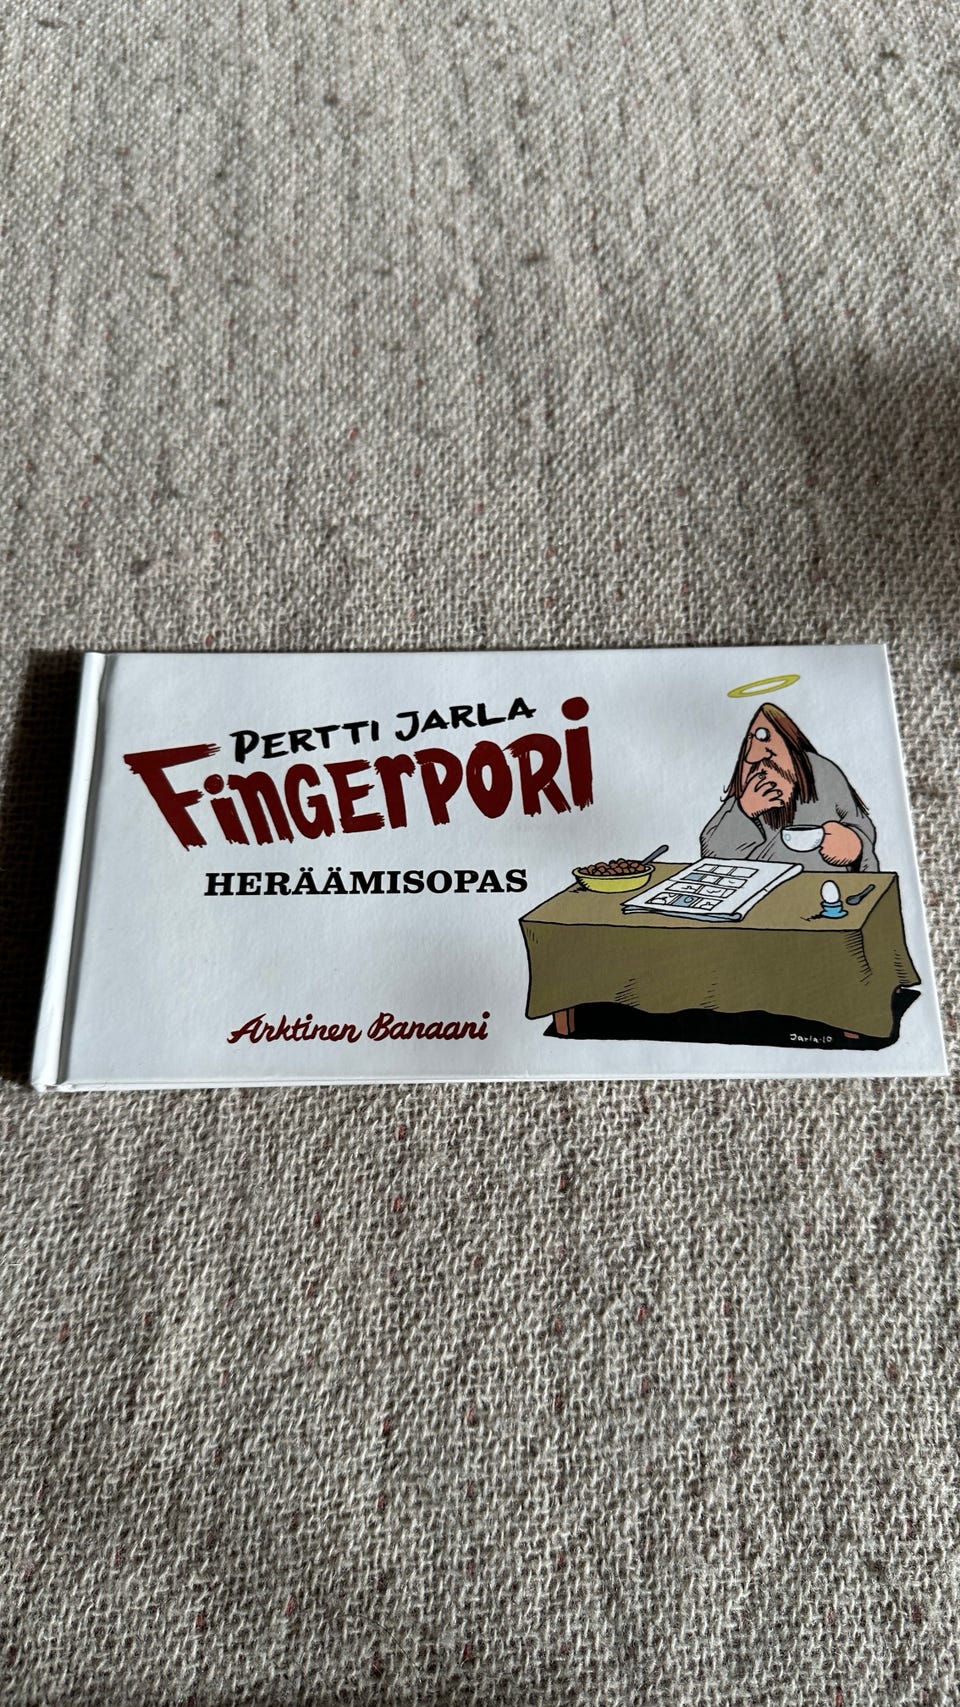 PERTTI JARLA
FINGERPORI
HERÄÄMISOPAS
Arktinen Banaani
Jarla-10